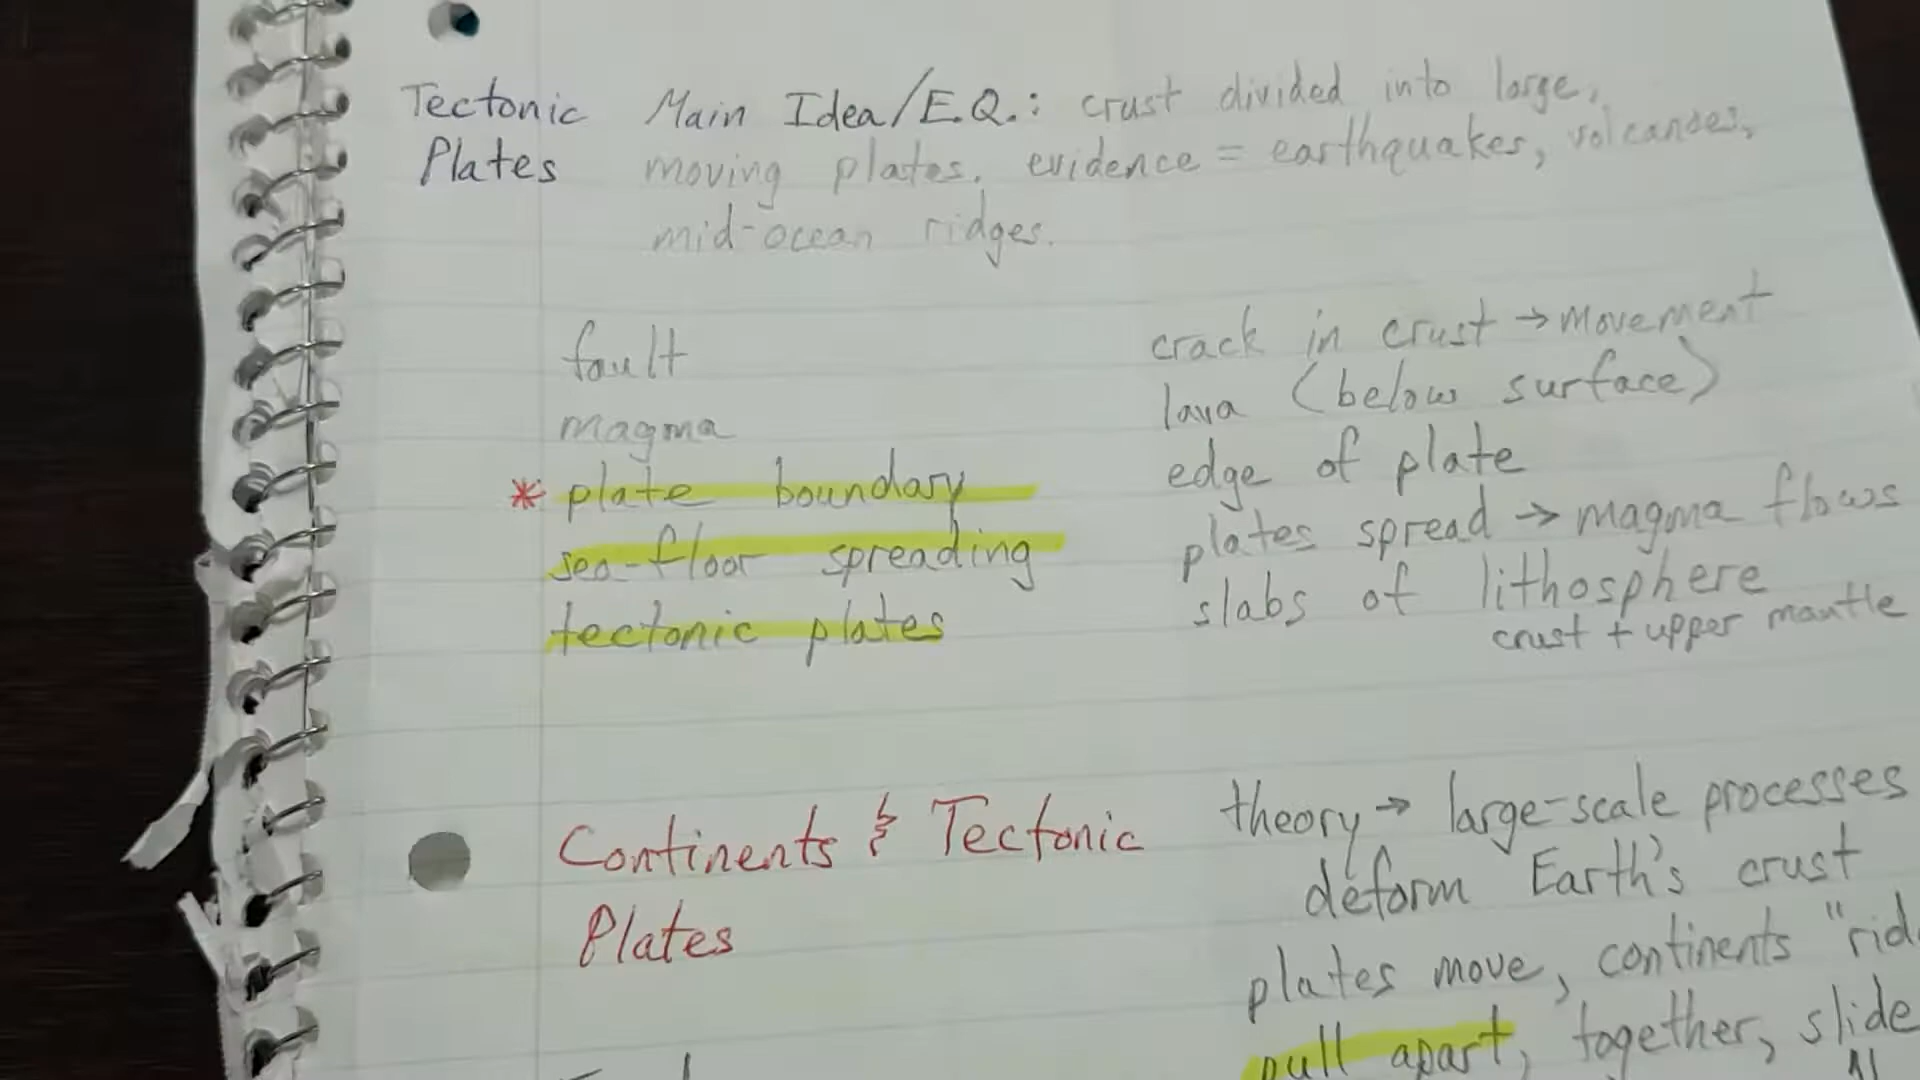 Tectonic Plates
Main Idea/E.Q.: crust divided into large,
moving plates. evidence = earthquakes, volcanoes,
mid-ocean ridges.
fault
crack in crust → movement
magma
lava (below surface)
* plate boundary
edge of plate
sea-floor spreading
plates spread → magma flows
tectonic plates
slabs of lithosphere
crust + upper mantle
Continents & Tectonic
Plates
theory → large-scale processes
deform Earth's crust
plates move, continents "rid
pull apart, together, slide